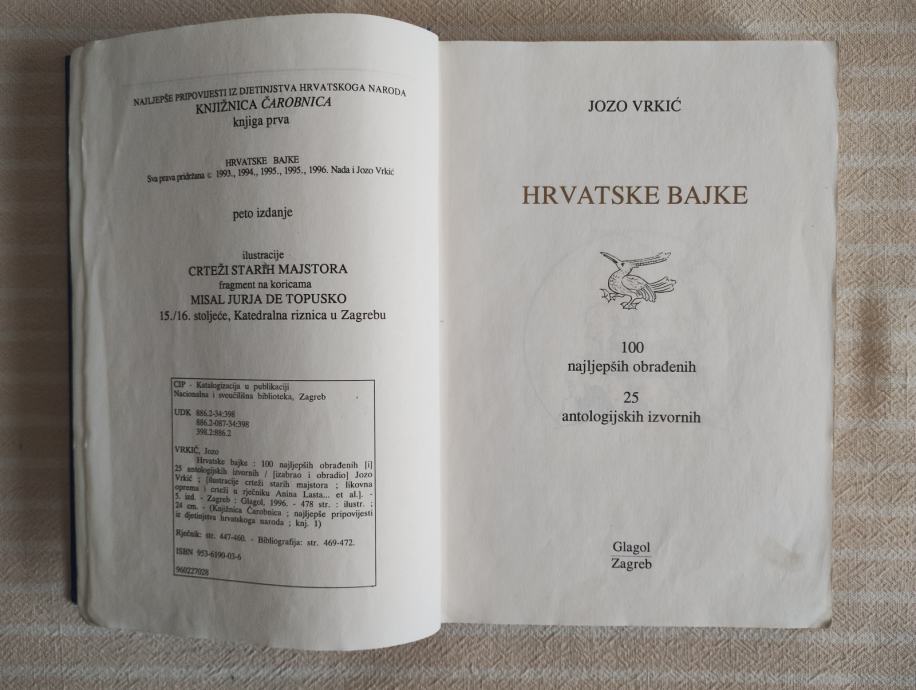 NAJLJEPŠE PRIPOVIJESTI IZ DJETINJSTVA HRVATSKOGA NARODA
KNJIŽNICA ČAROBNICA
knjiga prva
HRVATSKE BAJKE
Sva prava pridržana © 1993., 1994., 1995., 1995., 1996. Nada i Jozo Vrkić
peto izdanje
ilustracije
CRTEŽI STARIH MAJSTORA
fragment na koricama
MISAL JURJA DE TOPUSKO
15./16. stoljeće, Katedralna riznica u Zagrebu
CIP - Katalogizacija u publikaciji
Nacionalna i sveučilišna biblioteka, Zagreb
UDK 886.2-34:398
886.2-087-34:398
398.2:886.2
VRKIĆ, Jozo
Hrvatske bajke : 100 najljepših obrađenih [i]
25 antologijskih izvornih / [izabrao i obradio] Jozo
Vrkić ; [ilustracije crteži starih majstora ; likovna
oprema i crteži u rječniku Anina Lasta... et al.]. -
5. izd. - Zagreb : Glagol, 1996. - 478 str. : ilustr. ;
24 cm. - (Knjižnica Čarobnica ; najljepše pripovijesti
iz djetinjstva hrvatskoga naroda ; knj. 1)
Rječnik: str. 447-460. - Bibliografija: str. 469-472.
ISBN 953-6190-03-6
960227028
JOZO VRKIĆ
HRVATSKE BAJKE
100
najljepših obrađenih
25
antologijskih izvornih
Glagol
Zagreb